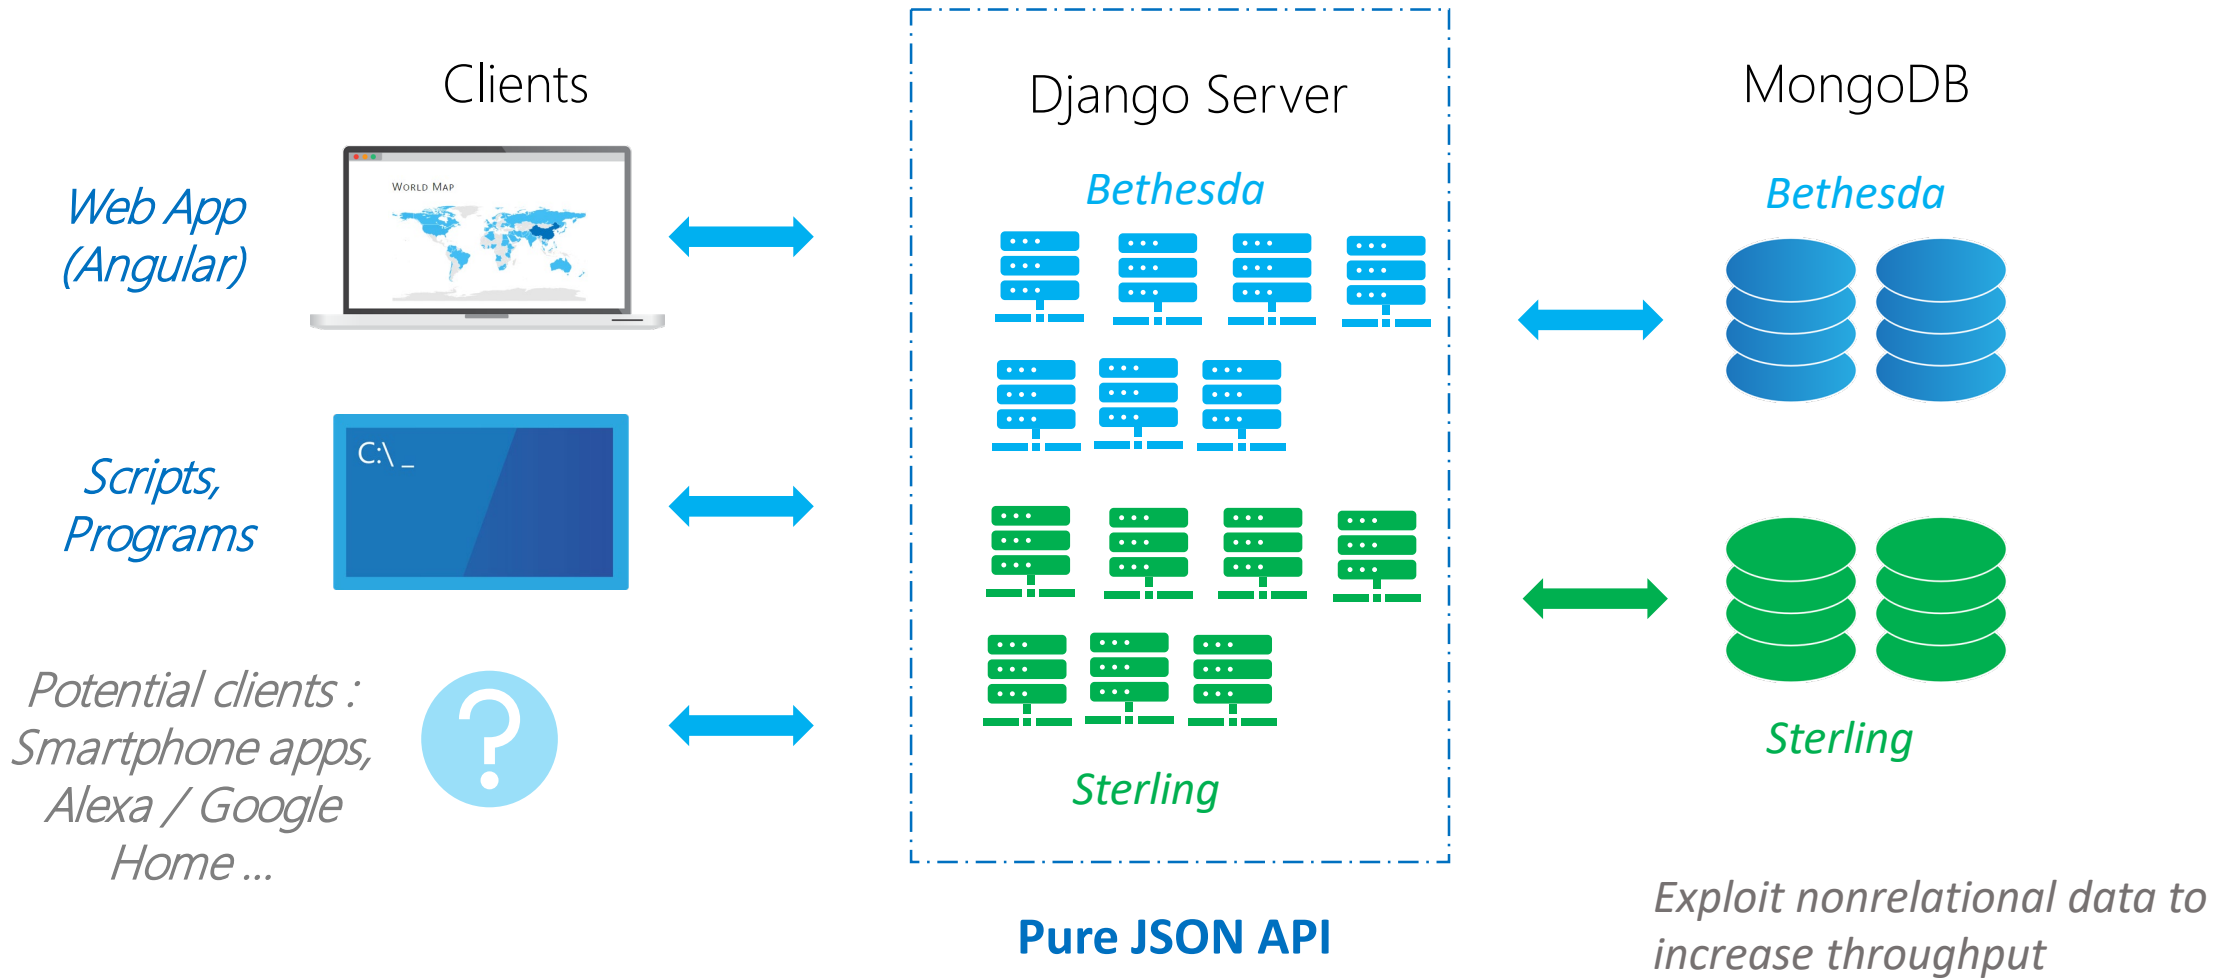 Clients
Web App
(Angular)
WORLD MAP
Scripts,
Programs
C:\ _
Potential clients :
Smartphone apps,
Alexa / Google
Home ...
Django Server
Bethesda
Sterling
Pure JSON API
MongoDB
Bethesda
Sterling
Exploit nonrelational data to
increase throughput